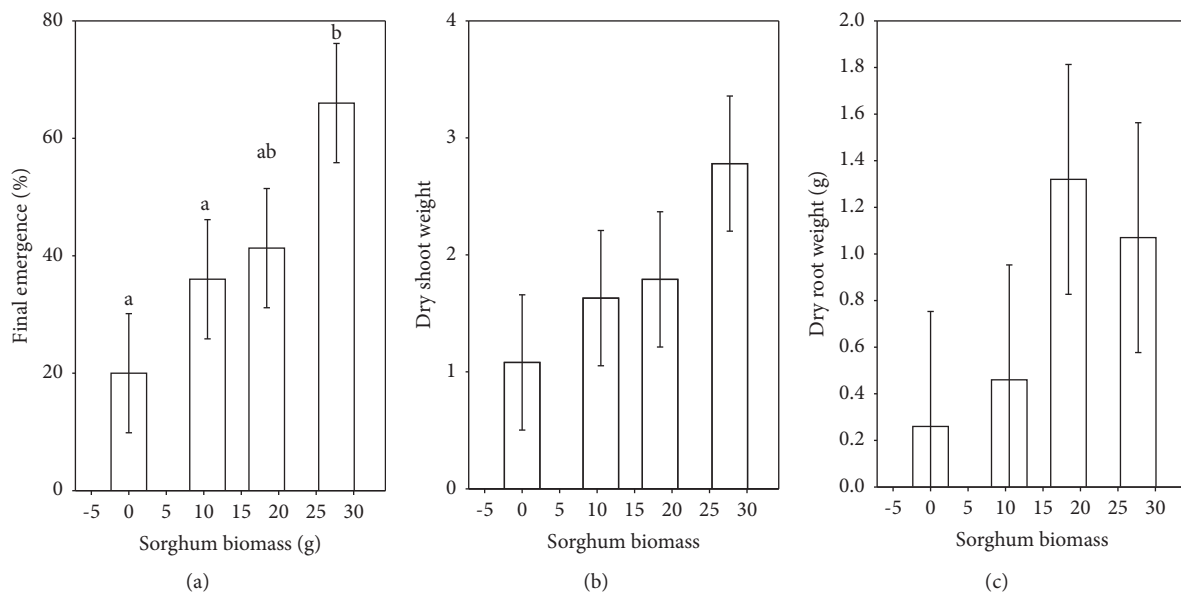 80
60
40
20
0
Final emergence (%)
a
a
ab
b
-5 0 5 10 15 20 25 30
Sorghum biomass (g)
(a)
4
3
2
1
0
Dry shoot weight
-5 0 5 10 15 20 25 30
Sorghum biomass
(b)
2.0
1.8
1.6
1.4
1.2
1.0
0.8
0.6
0.4
0.2
0.0
Dry root weight (g)
-5 0 5 10 15 20 25 30
Sorghum biomass
(c)